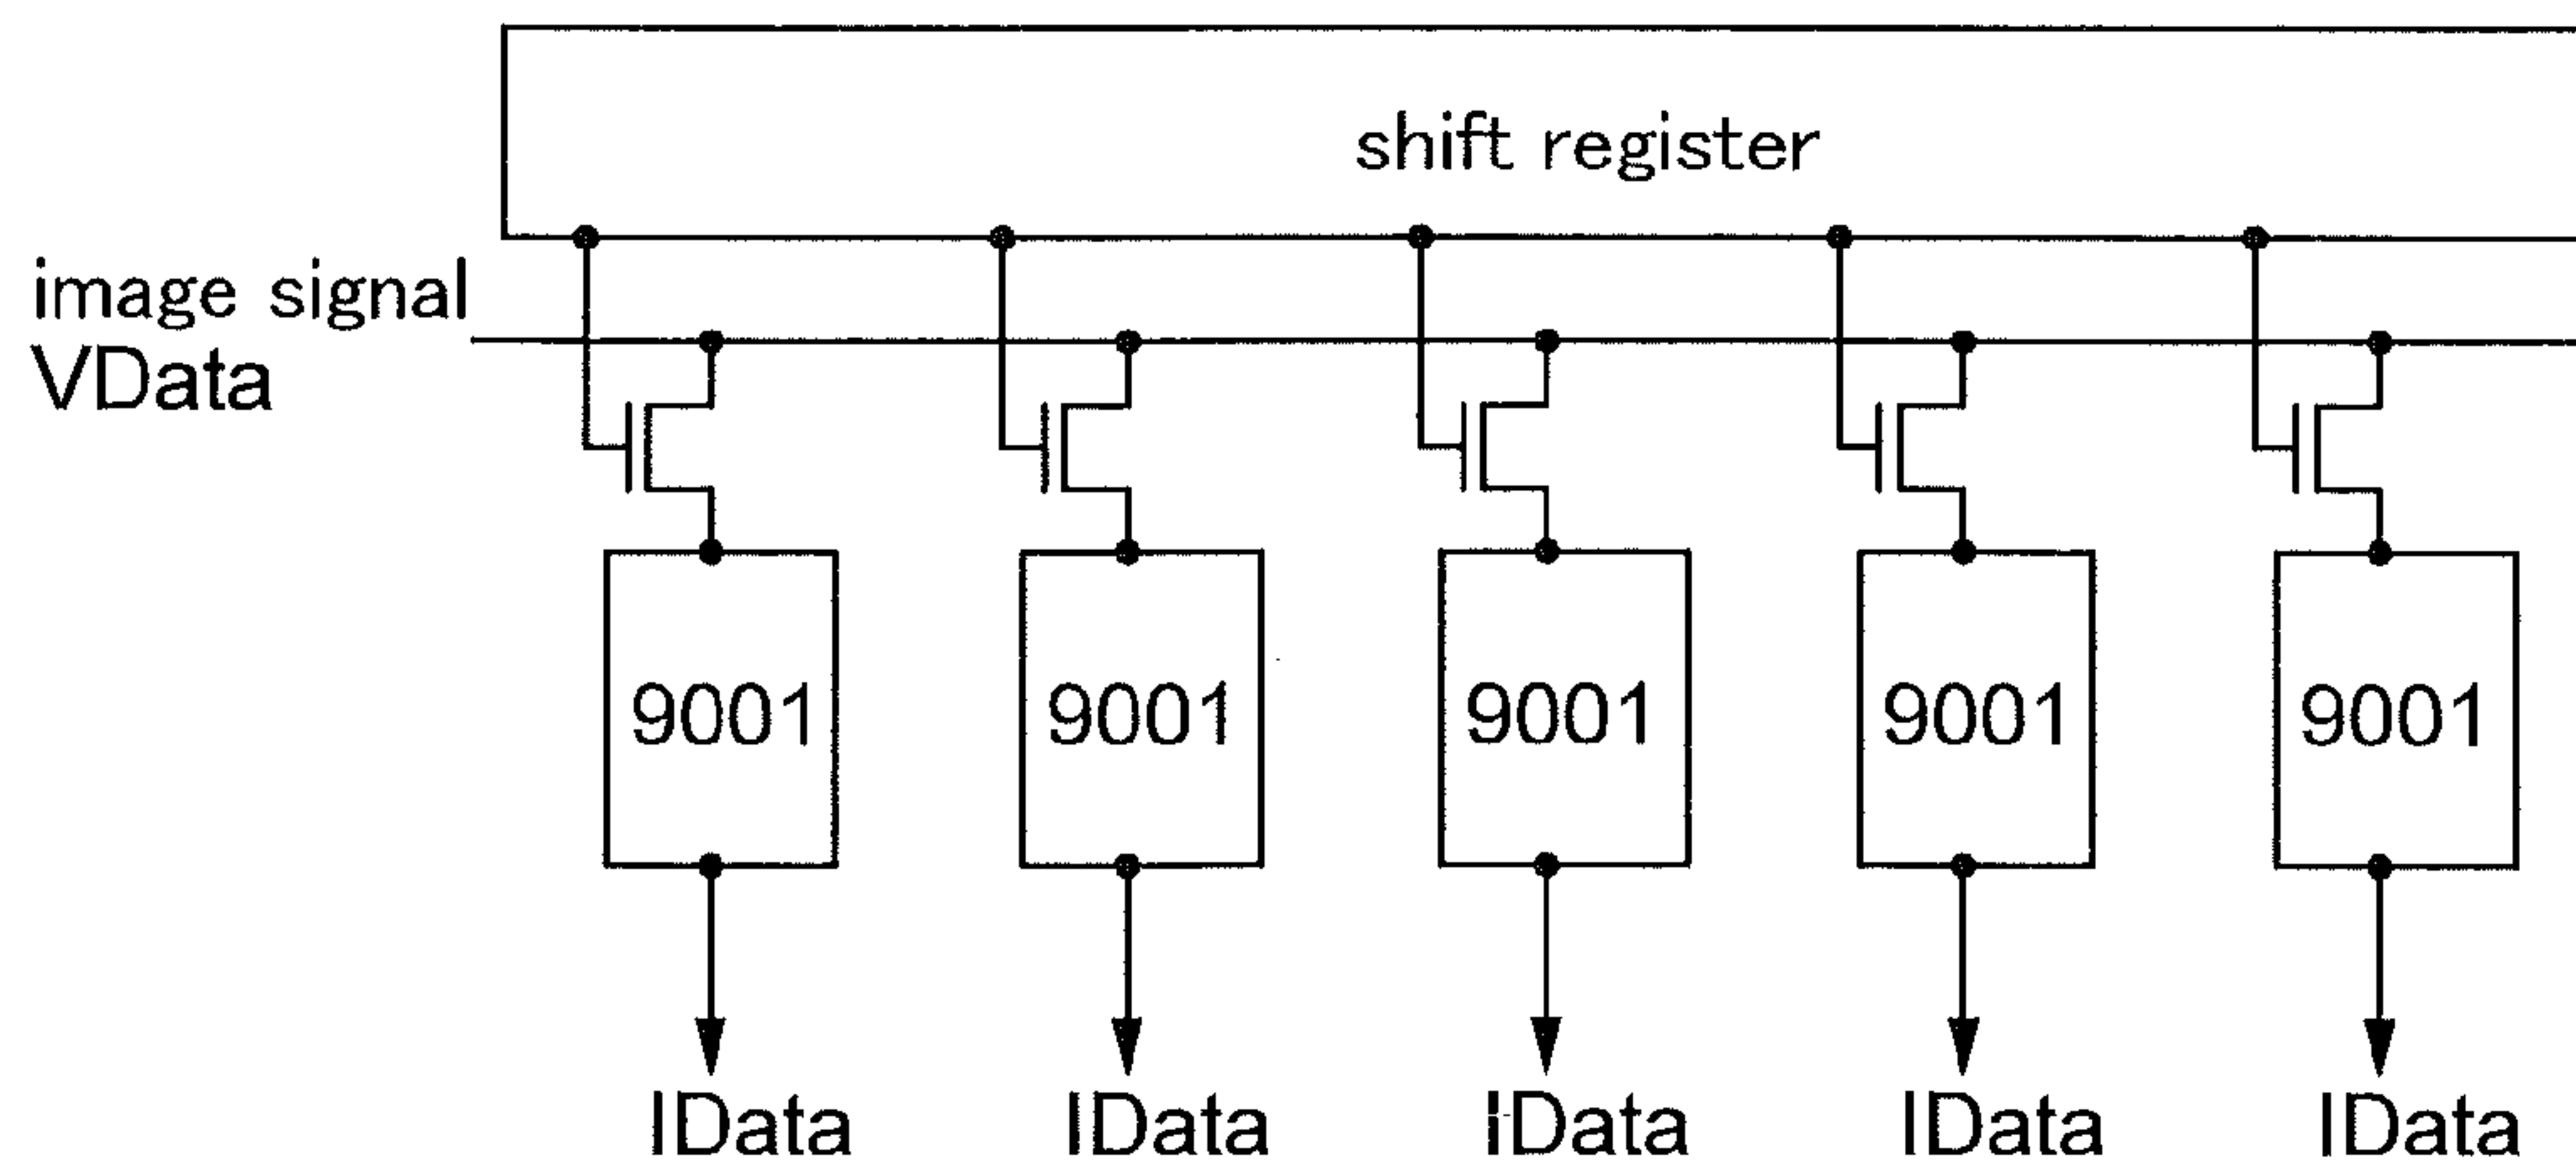 shift register
image signal
VData
9001 9001 9001 9001 9001
IData IData IData IData IData